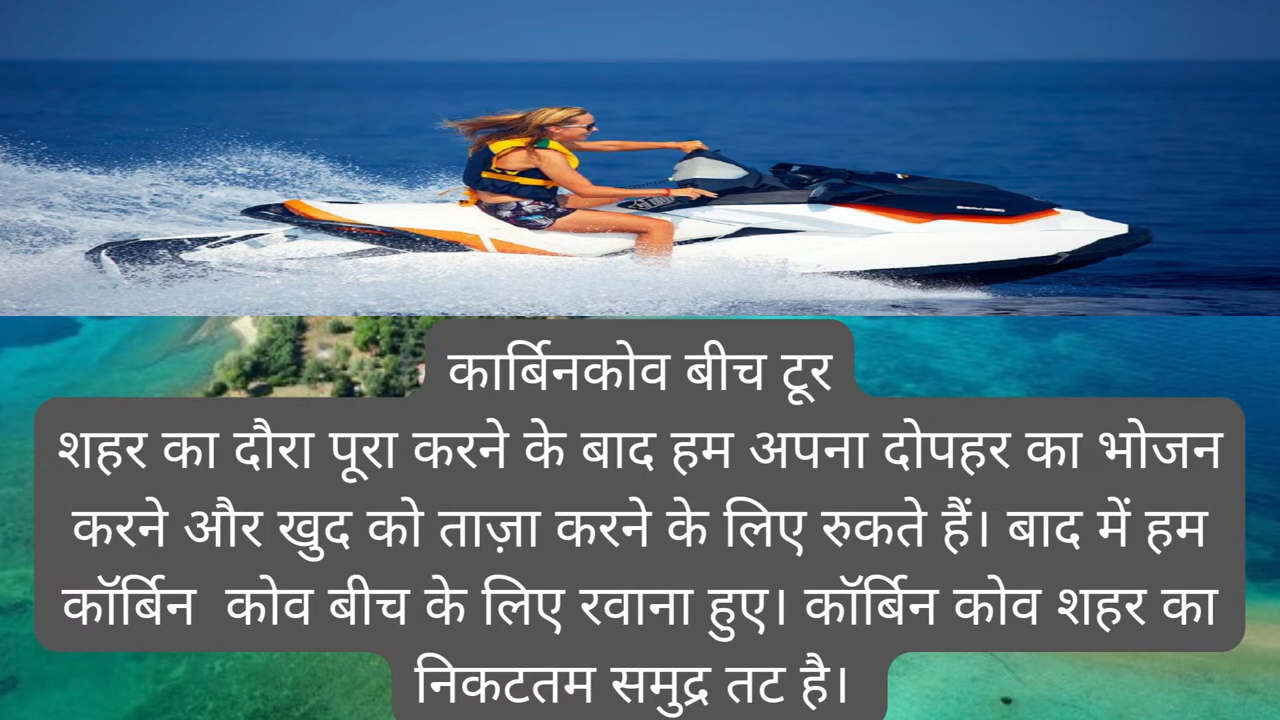 कार्बिनकोव बीच टूर
शहर का दौरा पूरा करने के बाद हम अपना दोपहर का भोजन
करने और खुद को ताज़ा करने के लिए रुकते हैं। बाद में हम
कॉर्बिन  कोव बीच के लिए रवाना हुए। कॉर्बिन कोव शहर का
निकटतम समुद्र तट है।